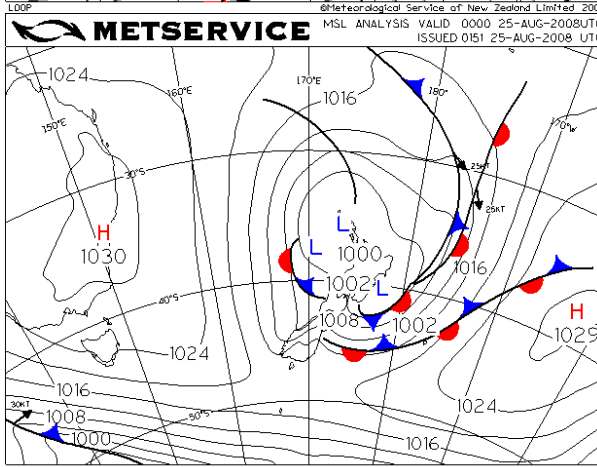 LOOP ©Meteorological Service of New Zealand Limited 200
METSERVICE
MSL ANALYSIS VALID 0000 25-AUG-2008UT
ISSUED 0151 25-AUG-2008 UT
1024
150°E
160°E
170°E
1016
180°
170°W
30°S
25KT
25KT
H
1030
L
L
1000
1016
40°S
1002
L
1008
1002
H
1029
1024
1016
1024
30KT
1008
1000
50°S
1016